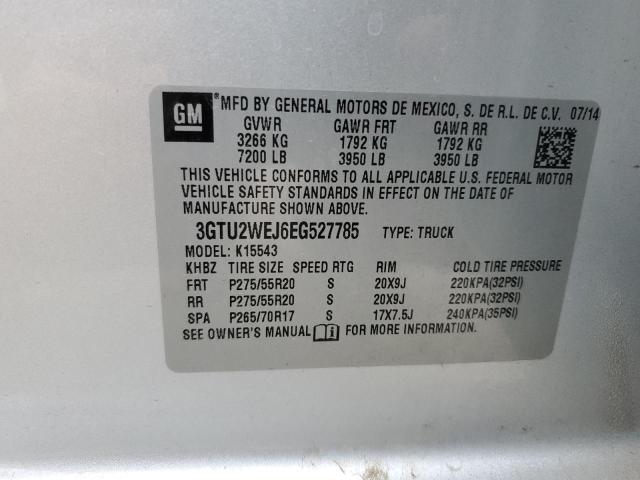 GM ® MFD BY GENERAL MOTORS DE MEXICO, S. DE R.L. DE C.V. 07/14
GVWR GAWR FRT GAWR RR
3266 KG 1792 KG 1792 KG
7200 LB 3950 LB 3950 LB
THIS VEHICLE CONFORMS TO ALL APPLICABLE U.S. FEDERAL MOTOR
VEHICLE SAFETY STANDARDS IN EFFECT ON THE DATE OF
MANUFACTURE SHOWN ABOVE.
3GTU2WEJ6EG527785 TYPE: TRUCK
MODEL: K15543
KHBZ TIRE SIZE SPEED RTG RIM COLD TIRE PRESSURE
FRT P275/55R20 S 20X9J 220KPA(32PSI)
RR P275/55R20 S 20X9J 220KPA(32PSI)
SPA P265/70R17 S 17X7.5J 240KPA(35PSI)
SEE OWNER'S MANUAL FOR MORE INFORMATION.